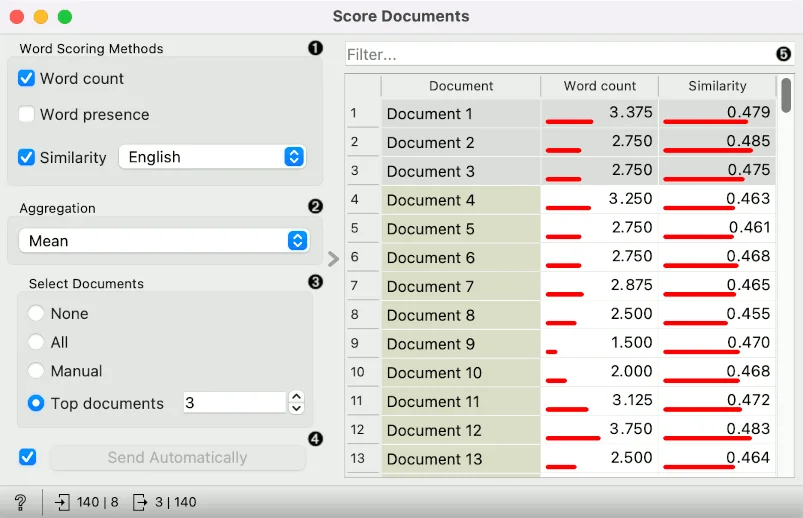 Score Documents
Word Scoring Methods ❶
Word count
Word presence
Similarity English
Aggregation ❷
Mean
Select Documents ❸
None
All
Manual
Top documents 3
❹
Send Automatically
? 140 | 8 3 | 140
Filter... ❺
Document Word count Similarity
1 Document 1 3.375 0.479
2 Document 2 2.750 0.485
3 Document 3 2.750 0.475
4 Document 4 3.250 0.463
5 Document 5 2.750 0.461
6 Document 6 2.750 0.468
7 Document 7 2.875 0.465
8 Document 8 2.500 0.455
9 Document 9 1.500 0.470
10 Document 10 2.000 0.468
11 Document 11 3.125 0.472
12 Document 12 3.750 0.483
13 Document 13 2.500 0.464